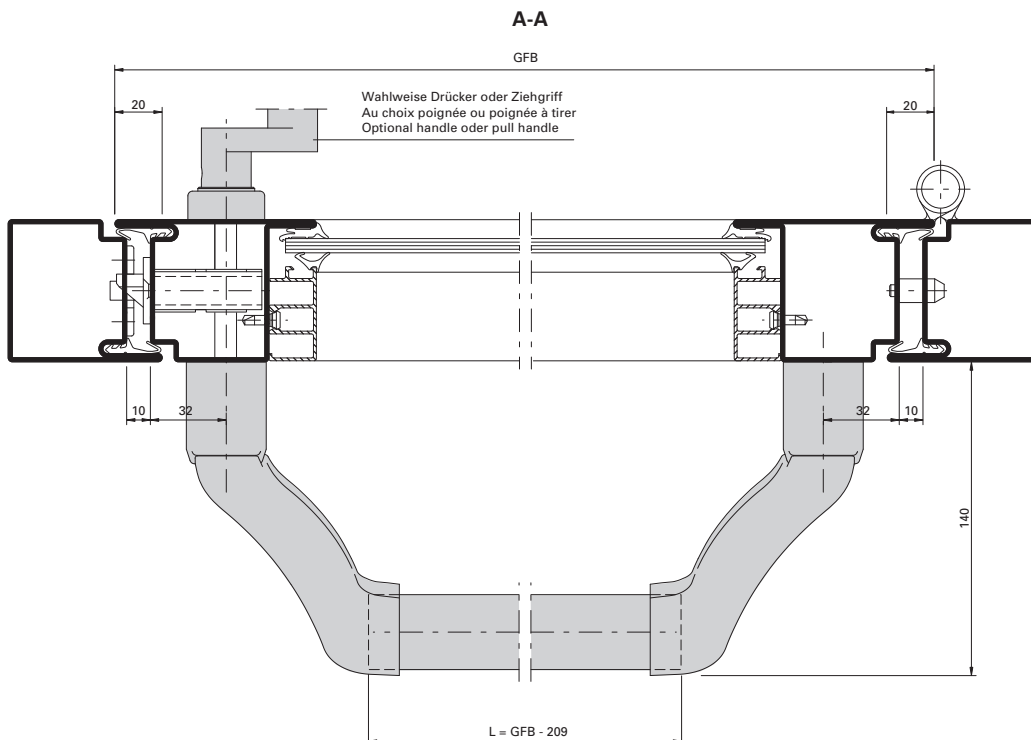 A-A
GFB
20
20
Wahlweise Drücker oder Ziehgriff
Au choix poignée ou poignée à tirer
Optional handle oder pull handle
10
32
32
10
140
L = GFB - 209